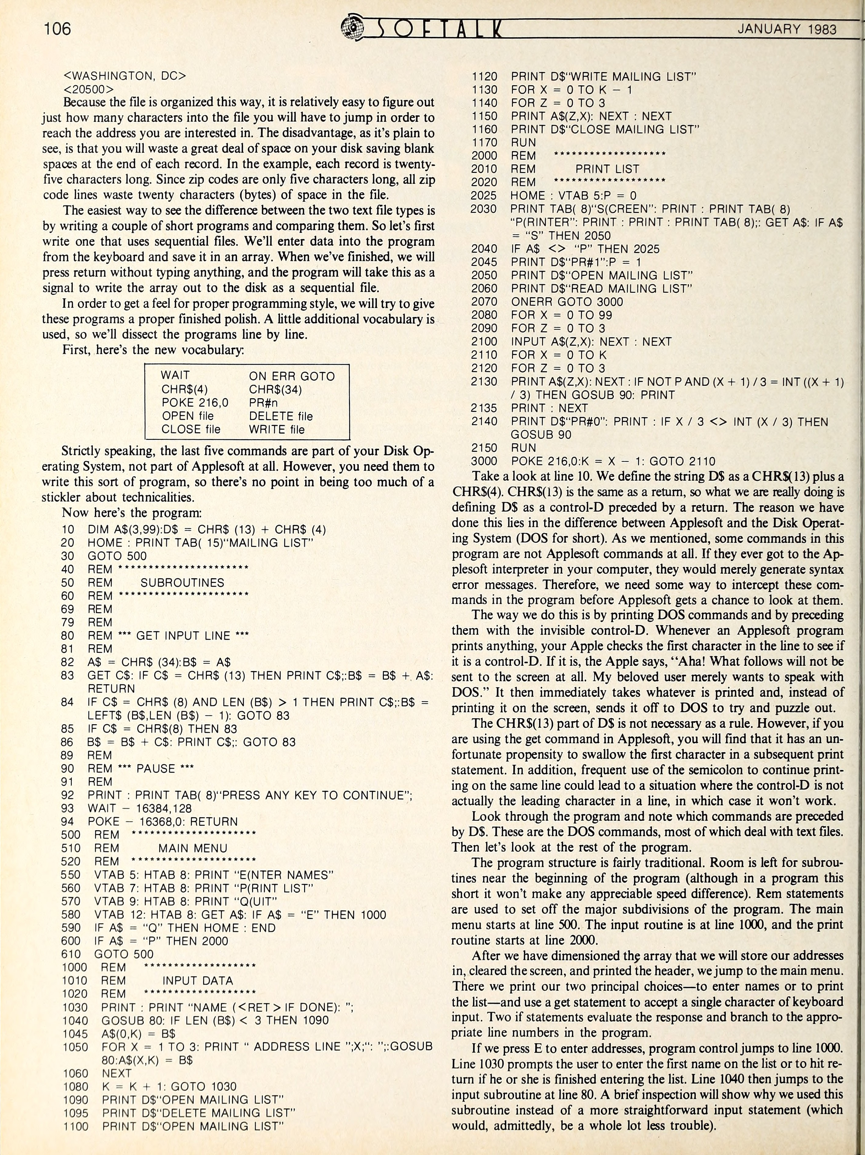 106
SOFTALK
JANUARY 1983
<WASHINGTON, DC>
<20500>
Because the file is organized this way, it is relatively easy to figure out
just how many characters into the file you will have to jump in order to
reach the address you are interested in. The disadvantage, as it's plain to
see, is that you will waste a great deal of space on your disk saving blank
spaces at the end of each record. In the example, each record is twenty-
five characters long. Since zip codes are only five characters long, all zip
code lines waste twenty characters (bytes) of space in the file.
The easiest way to see the difference between the two text file types is
by writing a couple of short programs and comparing them. So let's first
write one that uses sequential files. We'll enter data into the program
from the keyboard and save it in an array. When we've finished, we will
press return without typing anything, and the program will take this as a
signal to write the array out to the disk as a sequential file.
In order to get a feel for proper programming style, we will try to give
these programs a proper finished polish. A little additional vocabulary is
used, so we'll dissect the programs line by line.
First, here's the new vocabulary:
WAIT ON ERR GOTO
CHR$(4) CHR$(34)
POKE 216,0 PR#n
OPEN file DELETE file
CLOSE file WRITE file
Strictly speaking, the last five commands are part of your Disk Op-
erating System, not part of Applesoft at all. However, you need them to
write this sort of program, so there's no point in being too much of a
stickler about technicalities.
Now here's the program:
10 DIM A$(3,99):D$ = CHR$ (13) + CHR$ (4)
20 HOME : PRINT TAB( 15)"MAILING LIST"
30 GOTO 500
40 REM **********************
50 REM SUBROUTINES
60 REM **********************
69 REM
79 REM
80 REM *** GET INPUT LINE ***
81 REM
82 A$ = CHR$ (34):B$ = A$
83 GET C$: IF C$ = CHR$ (13) THEN PRINT C$;:B$ = B$ + A$:
RETURN
84 IF C$ = CHR$ (8) AND LEN (B$) > 1 THEN PRINT C$;:B$ =
LEFT$ (B$,LEN (B$) - 1): GOTO 83
85 IF C$ = CHR$(8) THEN 83
86 B$ = B$ + C$: PRINT C$;: GOTO 83
89 REM
90 REM *** PAUSE ***
91 REM
92 PRINT : PRINT TAB( 8)"PRESS ANY KEY TO CONTINUE";
93 WAIT - 16384,128
94 POKE - 16368,0: RETURN
500 REM *********************
510 REM MAIN MENU
520 REM *********************
550 VTAB 5: HTAB 8: PRINT "E(NTER NAMES"
560 VTAB 7: HTAB 8: PRINT "P(RINT LIST"
570 VTAB 9: HTAB 8: PRINT "Q(UIT"
580 VTAB 12: HTAB 8: GET A$: IF A$ = "E" THEN 1000
590 IF A$ = "Q" THEN HOME : END
600 IF A$ = "P" THEN 2000
610 GOTO 500
1000 REM *******************
1010 REM INPUT DATA
1020 REM *******************
1030 PRINT : PRINT "NAME (<RET> IF DONE): ";
1040 GOSUB 80: IF LEN (B$) < 3 THEN 1090
1045 A$(0,K) = B$
1050 FOR X = 1 TO 3: PRINT " ADDRESS LINE ";X;": ";:GOSUB
80:A$(X,K) = B$
1060 NEXT
1080 K = K + 1: GOTO 1030
1090 PRINT D$"OPEN MAILING LIST"
1095 PRINT D$"DELETE MAILING LIST"
1100 PRINT D$"OPEN MAILING LIST"
1120 PRINT D$"WRITE MAILING LIST"
1130 FOR X = 0 TO K - 1
1140 FOR Z = 0 TO 3
1150 PRINT A$(Z,X): NEXT : NEXT
1160 PRINT D$"CLOSE MAILING LIST"
1170 RUN
2000 REM *******************
2010 REM PRINT LIST
2020 REM *******************
2025 HOME : VTAB 5:P = 0
2030 PRINT TAB( 8)"S(CREEN": PRINT : PRINT TAB( 8)
"P(RINTER": PRINT : PRINT : PRINT TAB( 8);: GET A$: IF A$
= "S" THEN 2050
2040 IF A$ <> "P" THEN 2025
2045 PRINT D$"PR#1":P = 1
2050 PRINT D$"OPEN MAILING LIST"
2060 PRINT D$"READ MAILING LIST"
2070 ONERR GOTO 3000
2080 FOR X = 0 TO 99
2090 FOR Z = 0 TO 3
2100 INPUT A$(Z,X): NEXT : NEXT
2110 FOR X = 0 TO K
2120 FOR Z = 0 TO 3
2130 PRINT A$(Z,X): NEXT : IF NOT P AND (X + 1) / 3 = INT ((X + 1)
/ 3) THEN GOSUB 90: PRINT
2135 PRINT : NEXT
2140 PRINT D$"PR#0": PRINT : IF X / 3 <> INT (X / 3) THEN
GOSUB 90
2150 RUN
3000 POKE 216,0:K = X - 1: GOTO 2110
Take a look at line 10. We define the string D$ as a CHR$(13) plus a
CHR$(4). CHR$(13) is the same as a return, so what we are really doing is
defining D$ as a control-D preceded by a return. The reason we have
done this lies in the difference between Applesoft and the Disk Operat-
ing System (DOS for short). As we mentioned, some commands in this
program are not Applesoft commands at all. If they ever got to the Ap-
plesoft interpreter in your computer, they would merely generate syntax
error messages. Therefore, we need some way to intercept these com-
mands in the program before Applesoft gets a chance to look at them.
The way we do this is by printing DOS commands and by preceding
them with the invisible control-D. Whenever an Applesoft program
prints anything, your Apple checks the first character in the line to see if
it is a control-D. If it is, the Apple says, "Aha! What follows will not be
sent to the screen at all. My beloved user merely wants to speak with
DOS." It then immediately takes whatever is printed and, instead of
printing it on the screen, sends it off to DOS to try and puzzle out.
The CHR$(13) part of D$ is not necessary as a rule. However, if you
are using the get command in Applesoft, you will find that it has an un-
fortunate propensity to swallow the first character in a subsequent print
statement. In addition, frequent use of the semicolon to continue print-
ing on the same line could lead to a situation where the control-D is not
actually the leading character in a line, in which case it won't work.
Look through the program and note which commands are preceded
by D$. These are the DOS commands, most of which deal with text files.
Then let's look at the rest of the program.
The program structure is fairly traditional. Room is left for subrou-
tines near the beginning of the program (although in a program this
short it won't make any appreciable speed difference). Rem statements
are used to set off the major subdivisions of the program. The main
menu starts at line 500. The input routine is at line 1000, and the print
routine starts at line 2000.
After we have dimensioned the array that we will store our addresses
in, cleared the screen, and printed the header, we jump to the main menu.
There we print our two principal choices—to enter names or to print
the list—and use a get statement to accept a single character of keyboard
input. Two if statements evaluate the response and branch to the appro-
priate line numbers in the program.
If we press E to enter addresses, program control jumps to line 1000.
Line 1030 prompts the user to enter the first name on the list or to hit re-
turn if he or she is finished entering the list. Line 1040 then jumps to the
input subroutine at line 80. A brief inspection will show why we used this
subroutine instead of a more straightforward input statement (which
would, admittedly, be a whole lot less trouble).